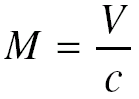 M = V/c